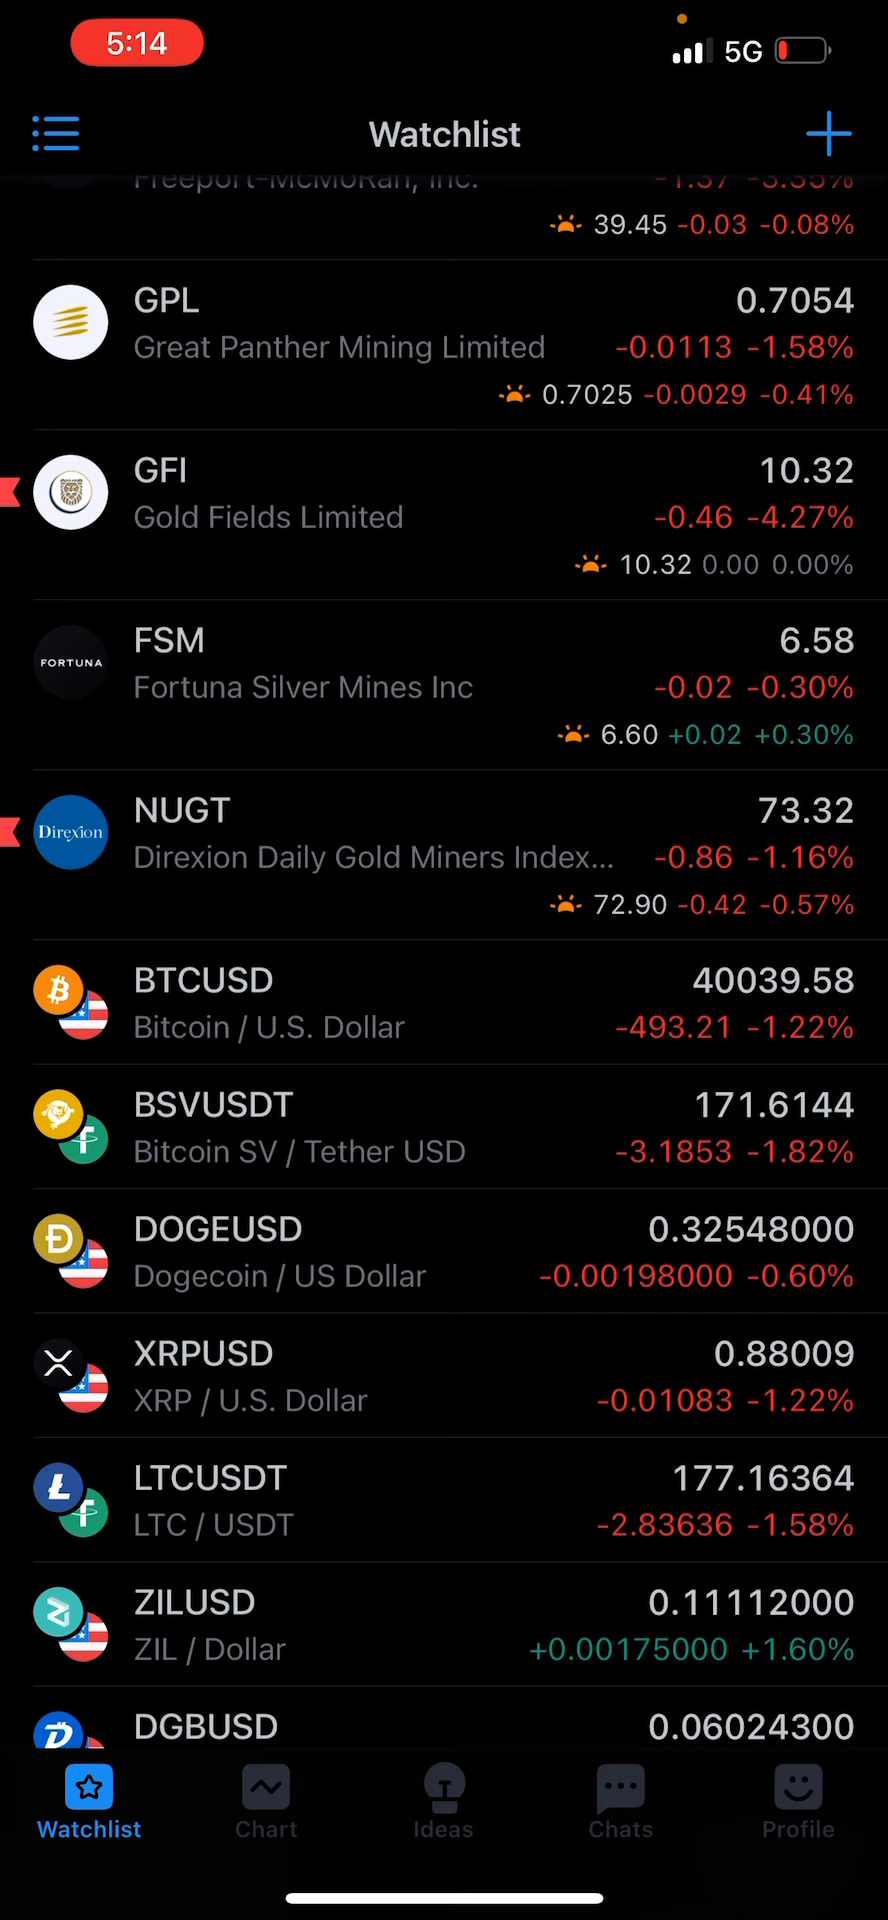 5:14
5G
Watchlist
Freeport-McMoRan, Inc. -1.37 -3.35%
39.45 -0.03 -0.08%
GPL 0.7054
Great Panther Mining Limited -0.0113 -1.58%
0.7025 -0.0029 -0.41%
GFI 10.32
Gold Fields Limited -0.46 -4.27%
10.32 0.00 0.00%
FSM 6.58
FORTUNA
Fortuna Silver Mines Inc -0.02 -0.30%
6.60 +0.02 +0.30%
NUGT 73.32
Direxion
Direxion Daily Gold Miners Index... -0.86 -1.16%
72.90 -0.42 -0.57%
BTCUSD 40039.58
Bitcoin / U.S. Dollar -493.21 -1.22%
BSVUSDT 171.6144
Bitcoin SV / Tether USD -3.1853 -1.82%
DOGEUSD 0.32548000
Dogecoin / US Dollar -0.00198000 -0.60%
XRPUSD 0.88009
XRP / U.S. Dollar -0.01083 -1.22%
LTCUSDT 177.16364
LTC / USDT -2.83636 -1.58%
ZILUSD 0.11112000
ZIL / Dollar +0.00175000 +1.60%
DGBUSD 0.06024300
Watchlist Chart Ideas Chats Profile